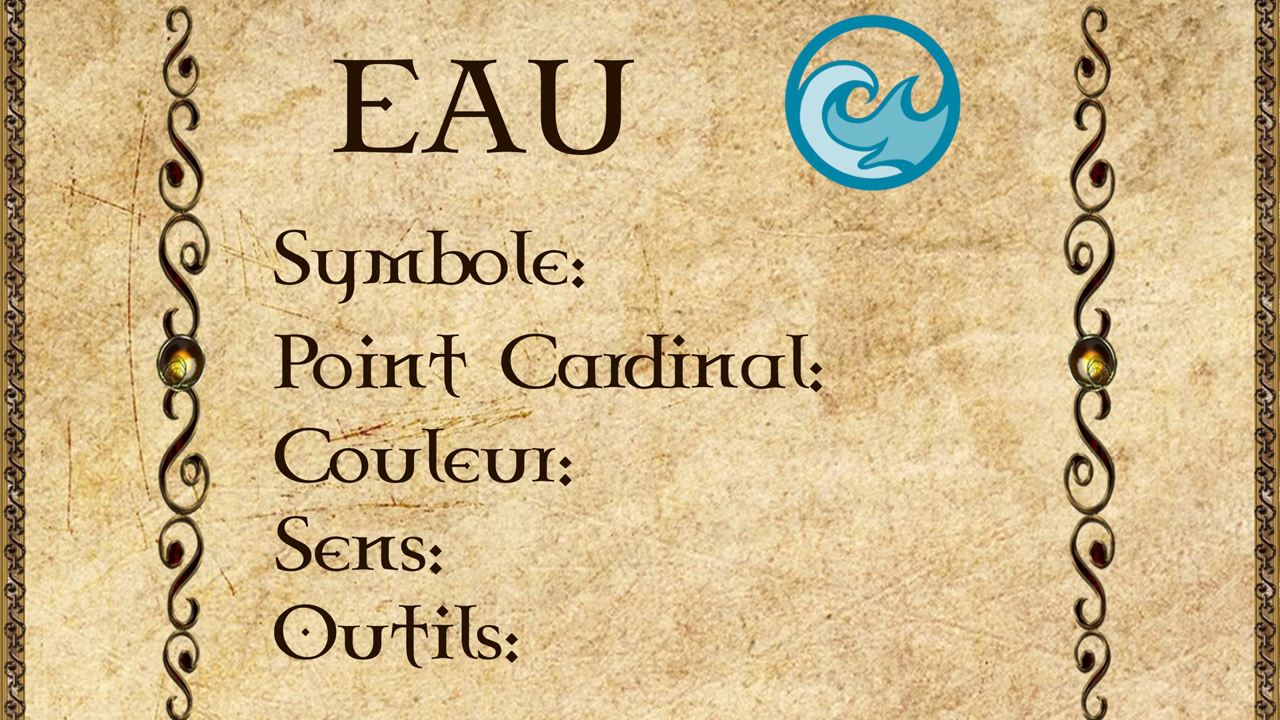 EAU
Symbole:
Point Cardinal:
Couleur:
Sens:
Outils: